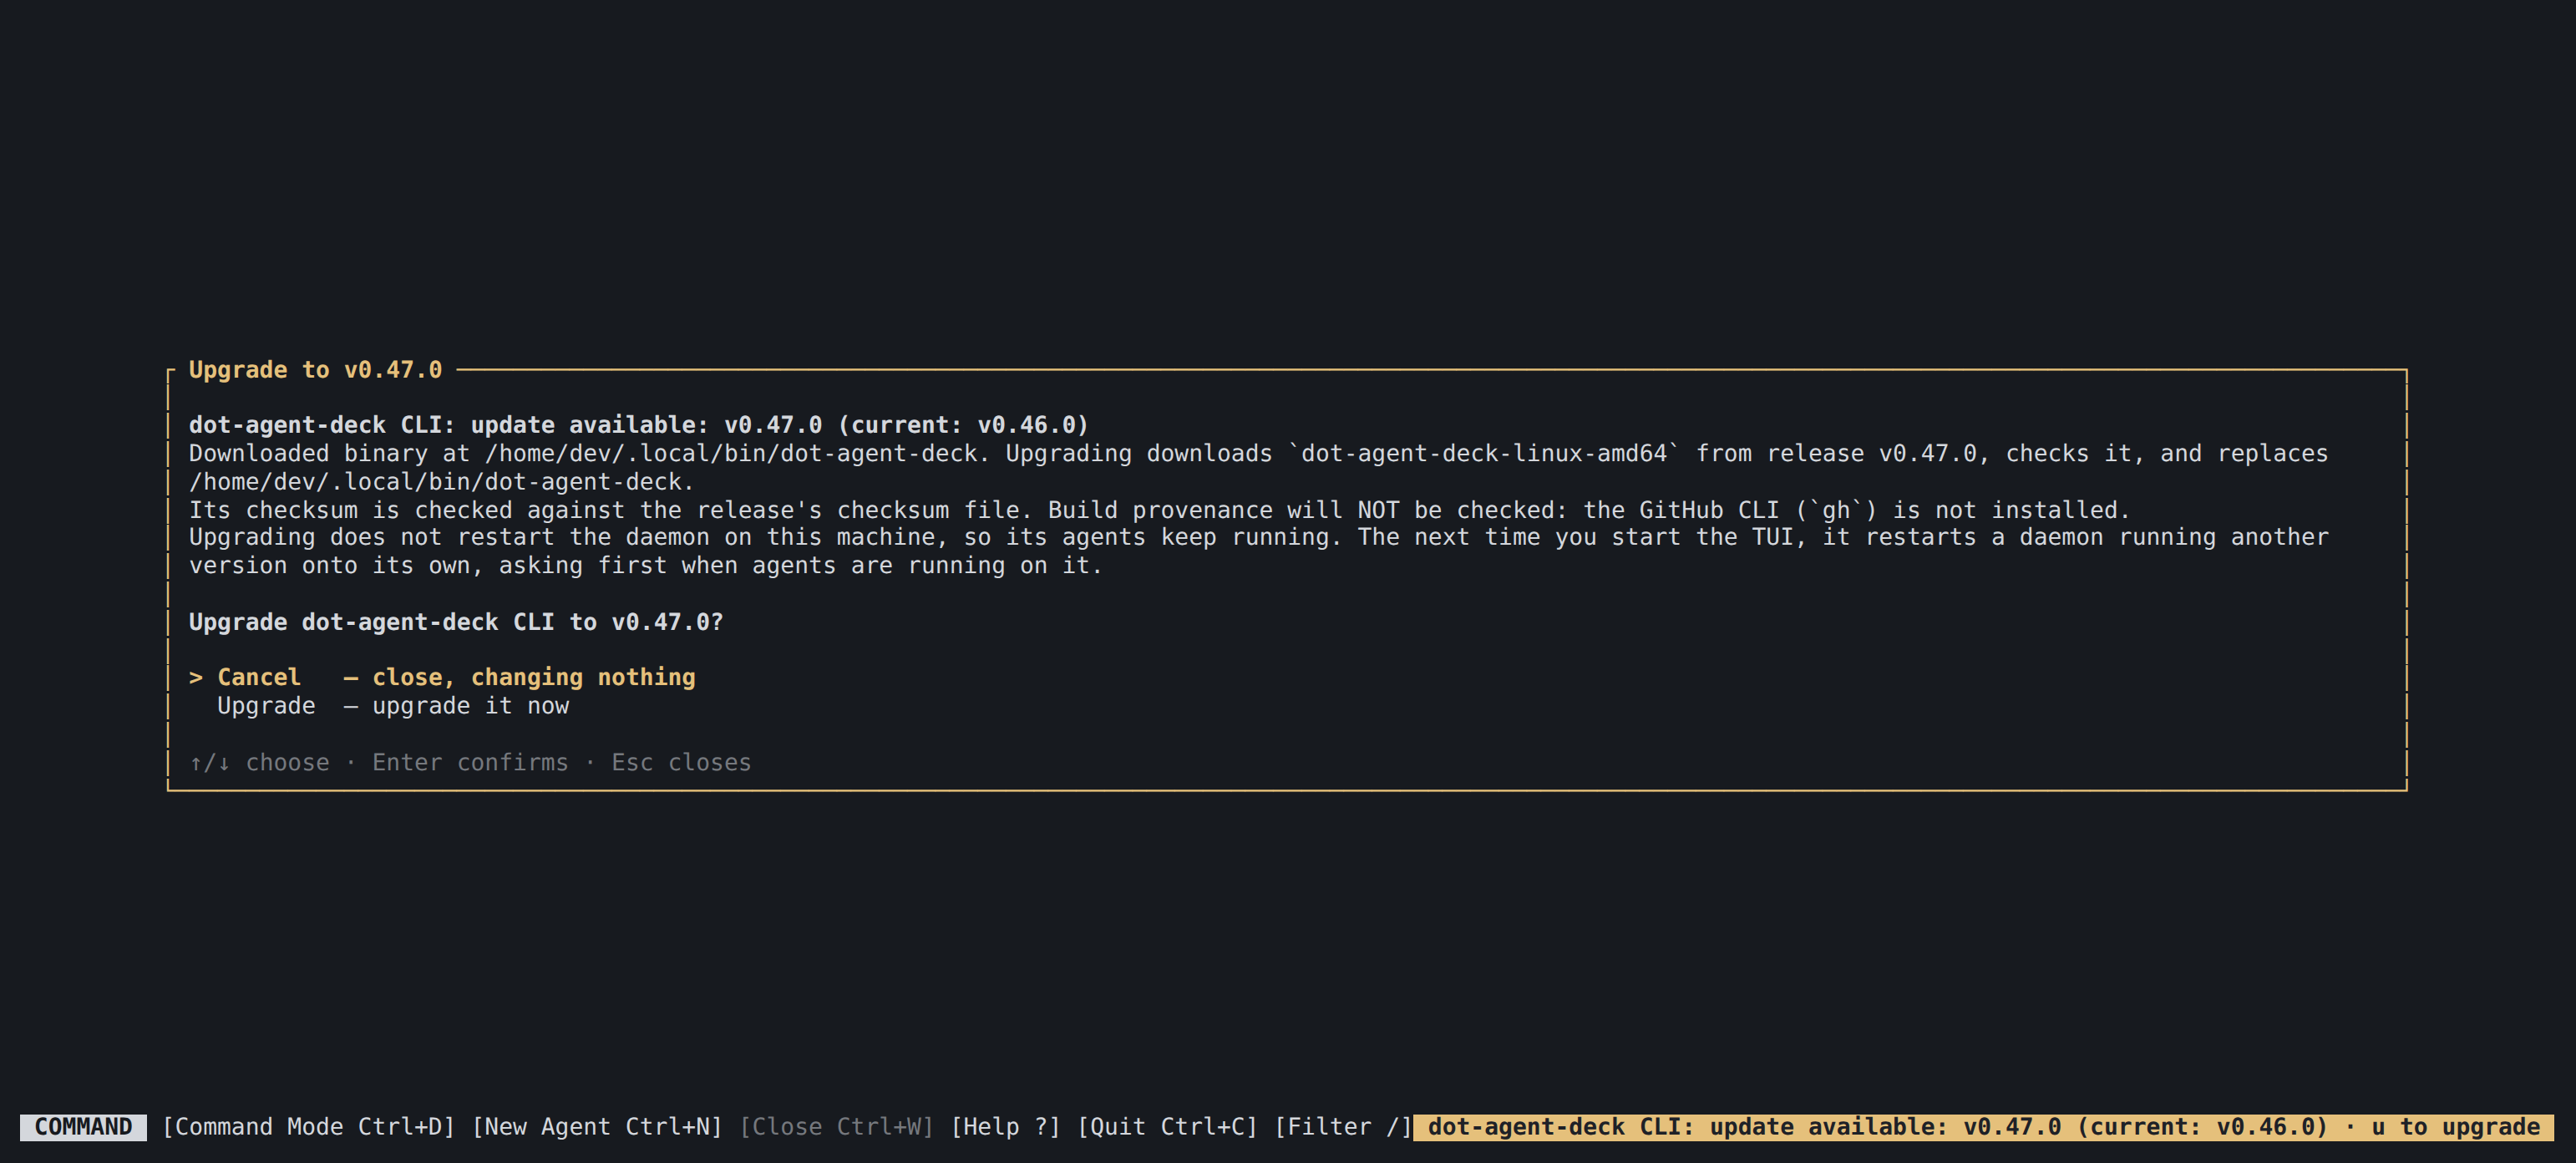 Upgrade to v0.47.0
dot-agent-deck CLI: update available: v0.47.0 (current: v0.46.0)
Downloaded binary at /home/dev/.local/bin/dot-agent-deck. Upgrading downloads `dot-agent-deck-linux-amd64` from release v0.47.0, checks it, and replaces
/home/dev/.local/bin/dot-agent-deck.
Its checksum is checked against the release's checksum file. Build provenance will NOT be checked: the GitHub CLI (`gh`) is not installed.
Upgrading does not restart the daemon on this machine, so its agents keep running. The next time you start the TUI, it restarts a daemon running another
version onto its own, asking first when agents are running on it.
Upgrade dot-agent-deck CLI to v0.47.0?
> Cancel — close, changing nothing
Upgrade — upgrade it now
↑/↓ choose · Enter confirms · Esc closes
COMMAND [Command Mode Ctrl+D] [New Agent Ctrl+N] [Close Ctrl+W] [Help ?] [Quit Ctrl+C] [Filter /] dot-agent-deck CLI: update available: v0.47.0 (current: v0.46.0) · u to upgrade